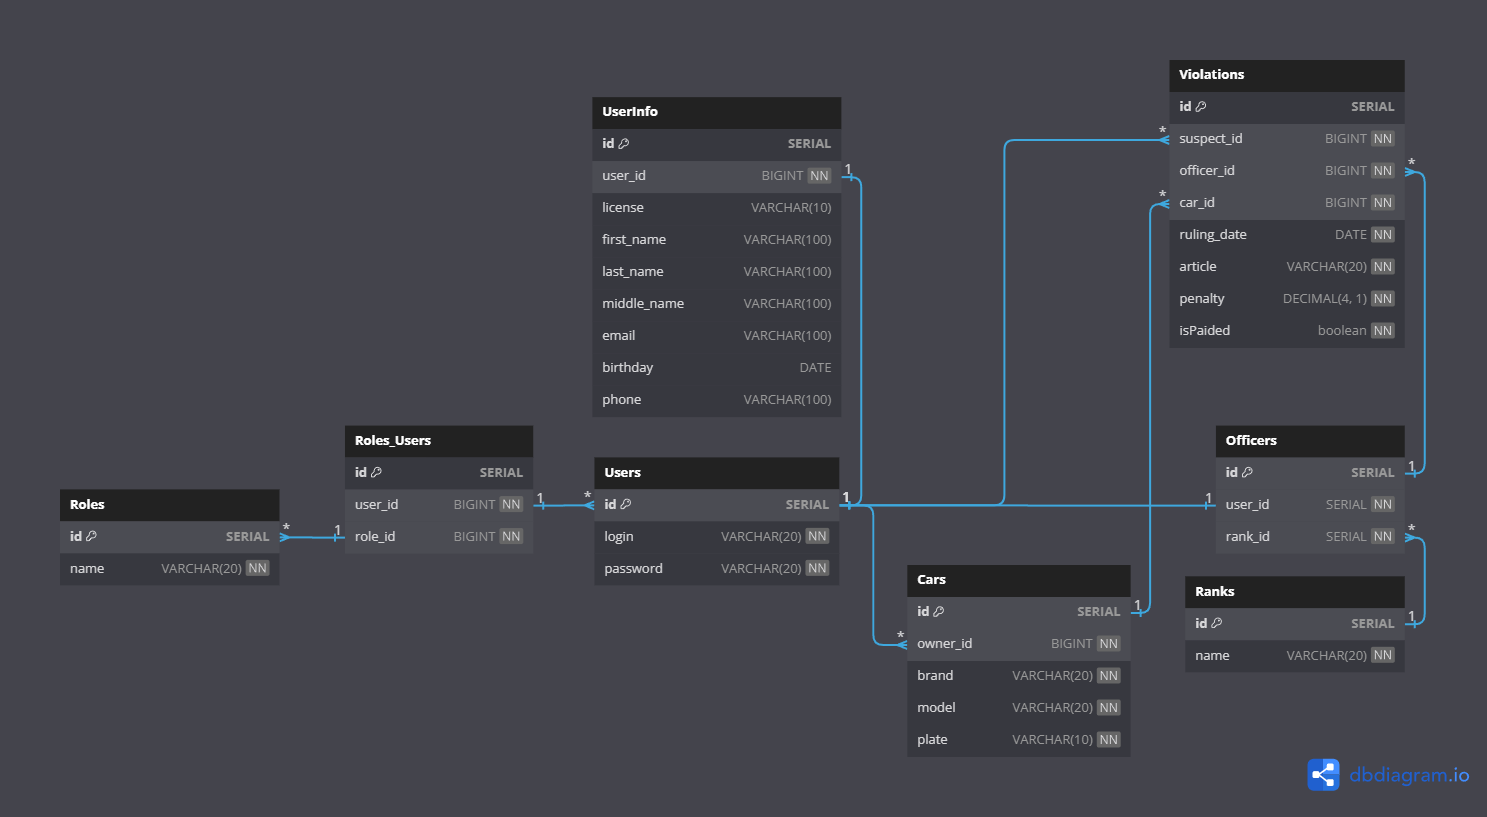 Violations
id SERIAL
suspect_id BIGINT NN
officer_id BIGINT NN
car_id BIGINT NN
ruling_date DATE NN
article VARCHAR(20) NN
penalty DECIMAL(4, 1) NN
isPaided boolean NN
*
*
*
UserInfo
id SERIAL
user_id BIGINT NN
license VARCHAR(10)
first_name VARCHAR(100)
last_name VARCHAR(100)
middle_name VARCHAR(100)
email VARCHAR(100)
birthday DATE
phone VARCHAR(100)
1
Roles
id SERIAL
name VARCHAR(20) NN
*
1
Roles_Users
id SERIAL
user_id BIGINT NN
role_id BIGINT NN
1
*
Users
id SERIAL
login VARCHAR(20) NN
password VARCHAR(20) NN
1
1
Officers
id SERIAL
user_id SERIAL NN
rank_id SERIAL NN
1
*
Cars
id SERIAL
owner_id BIGINT NN
brand VARCHAR(20) NN
model VARCHAR(20) NN
plate VARCHAR(10) NN
*
1
Ranks
id SERIAL
name VARCHAR(20) NN
1
dbdiagram.io